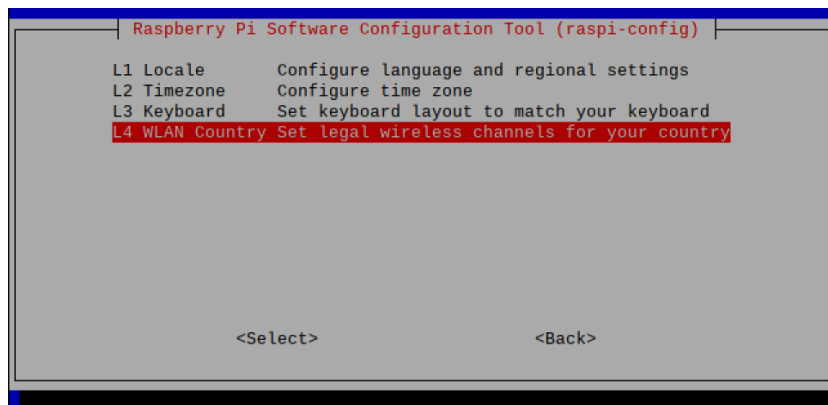 Raspberry Pi Software Configuration Tool (raspi-config)
L1 Locale Configure language and regional settings
L2 Timezone Configure time zone
L3 Keyboard Set keyboard layout to match your keyboard
L4 WLAN Country Set legal wireless channels for your country
<Select> <Back>